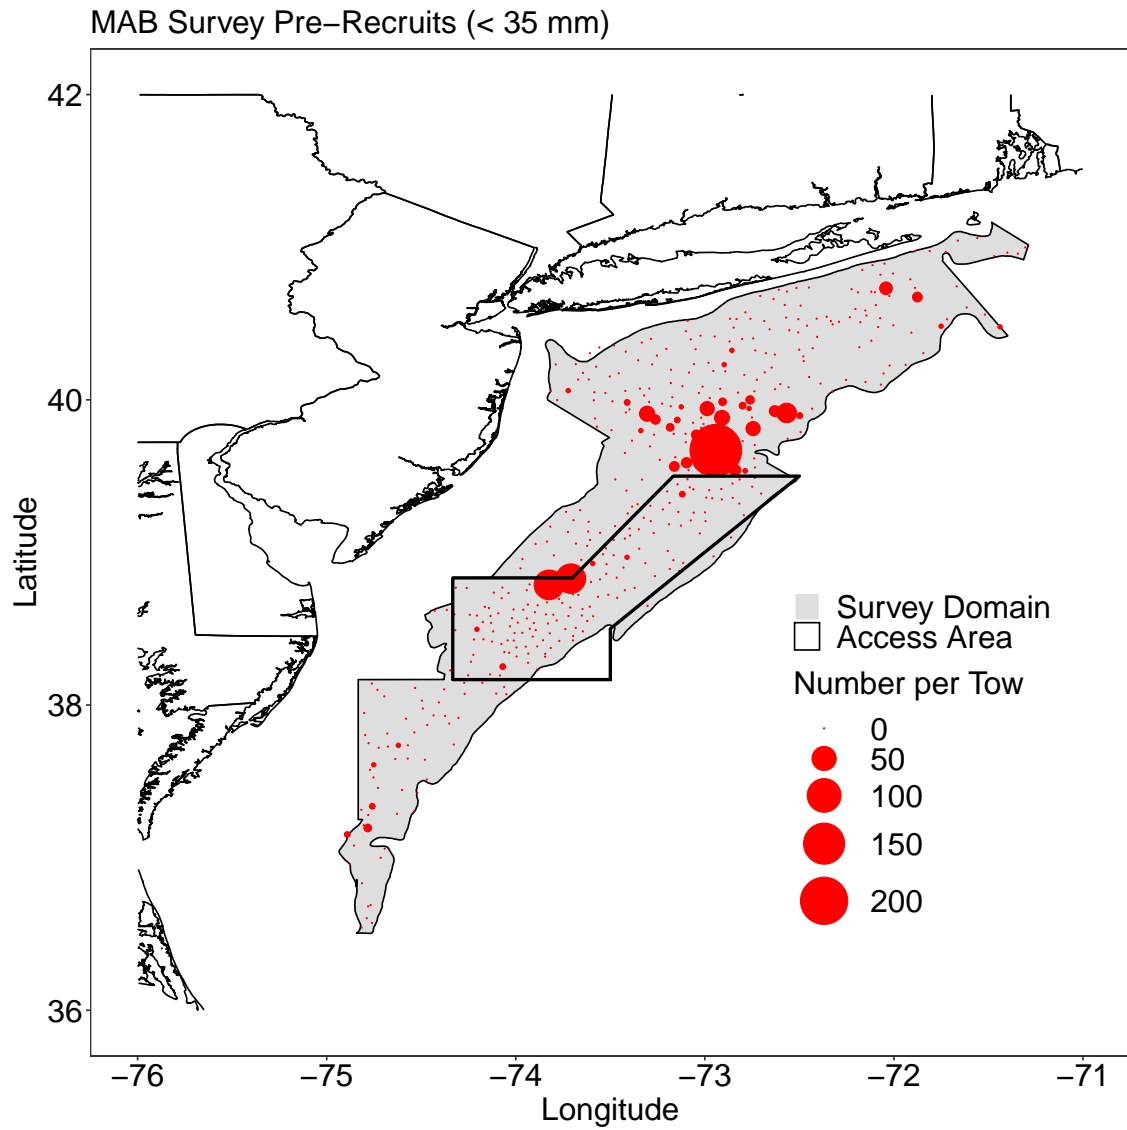 MAB Survey Pre−Recruits (< 35 mm)
42
40
38
36
Latitude
Survey Domain
Access Area
Number per Tow
0
50
100
150
200
−76 −75 −74 −73 −72 −71
Longitude